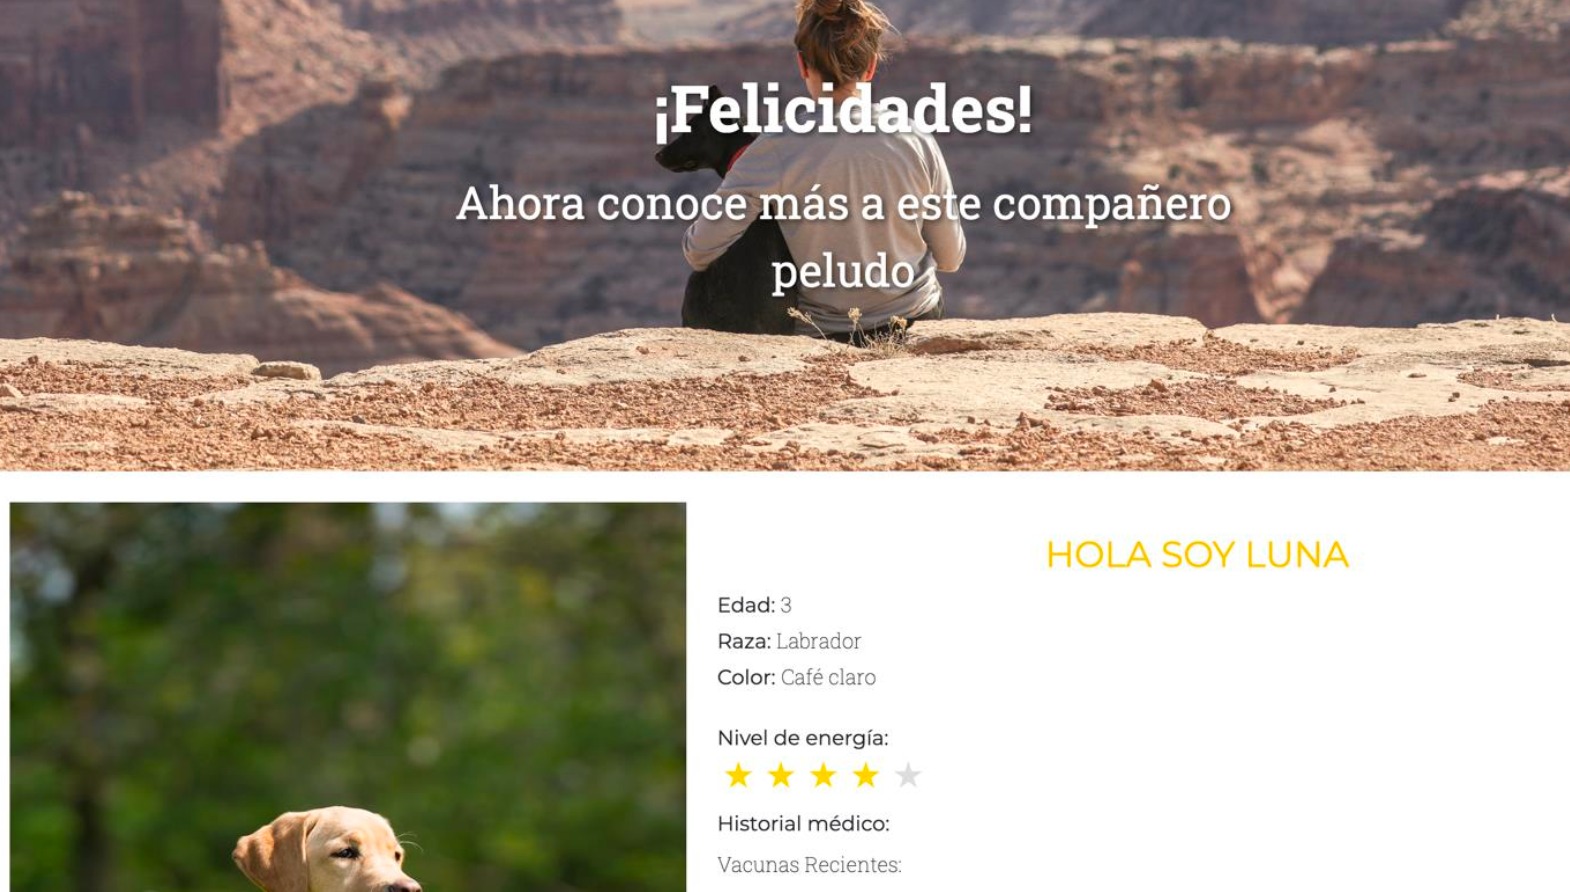 ¡Felicidades!
Ahora conoce más a este compañero
peludo
HOLA SOY LUNA
Edad: 3
Raza: Labrador
Color: Café claro
Nivel de energía:
Historial médico:
Vacunas Recientes: